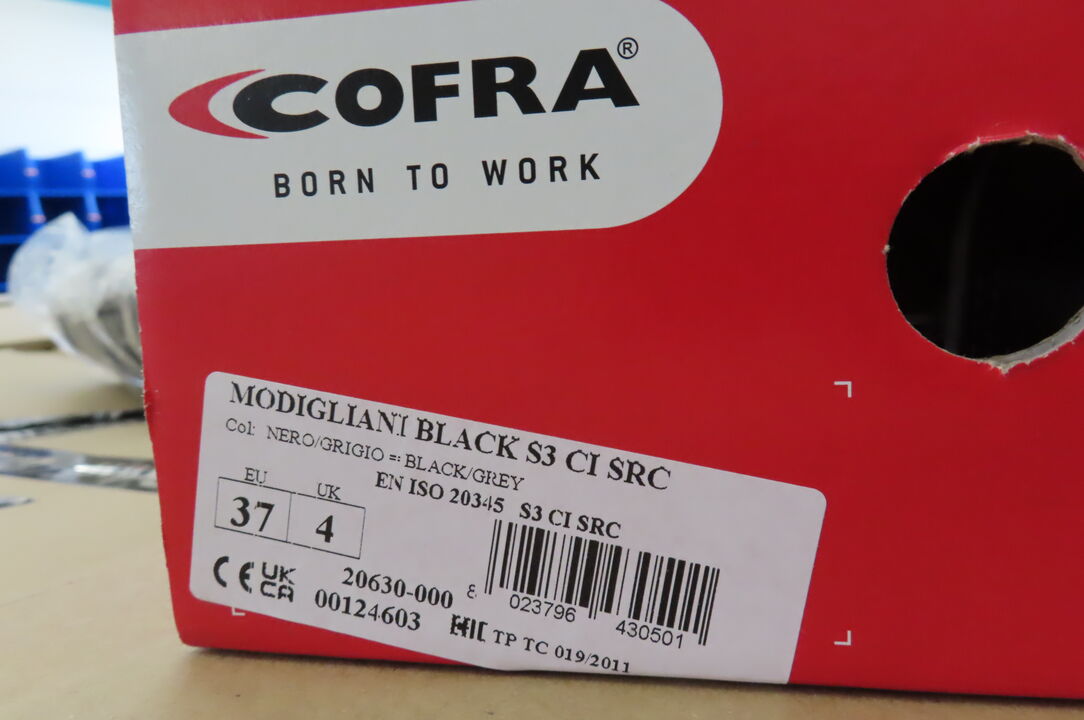 COFRA®
BORN TO WORK
MODIGLIANI BLACK S3 CI SRC
Col: NERO/GRIGIO =: BLACK/GREY
EN ISO 20345 S3 CI SRC
EU UK
37 4
CE UK CA
20630-000
00124603
8 023796 430501
EAC TP TC 019/2011